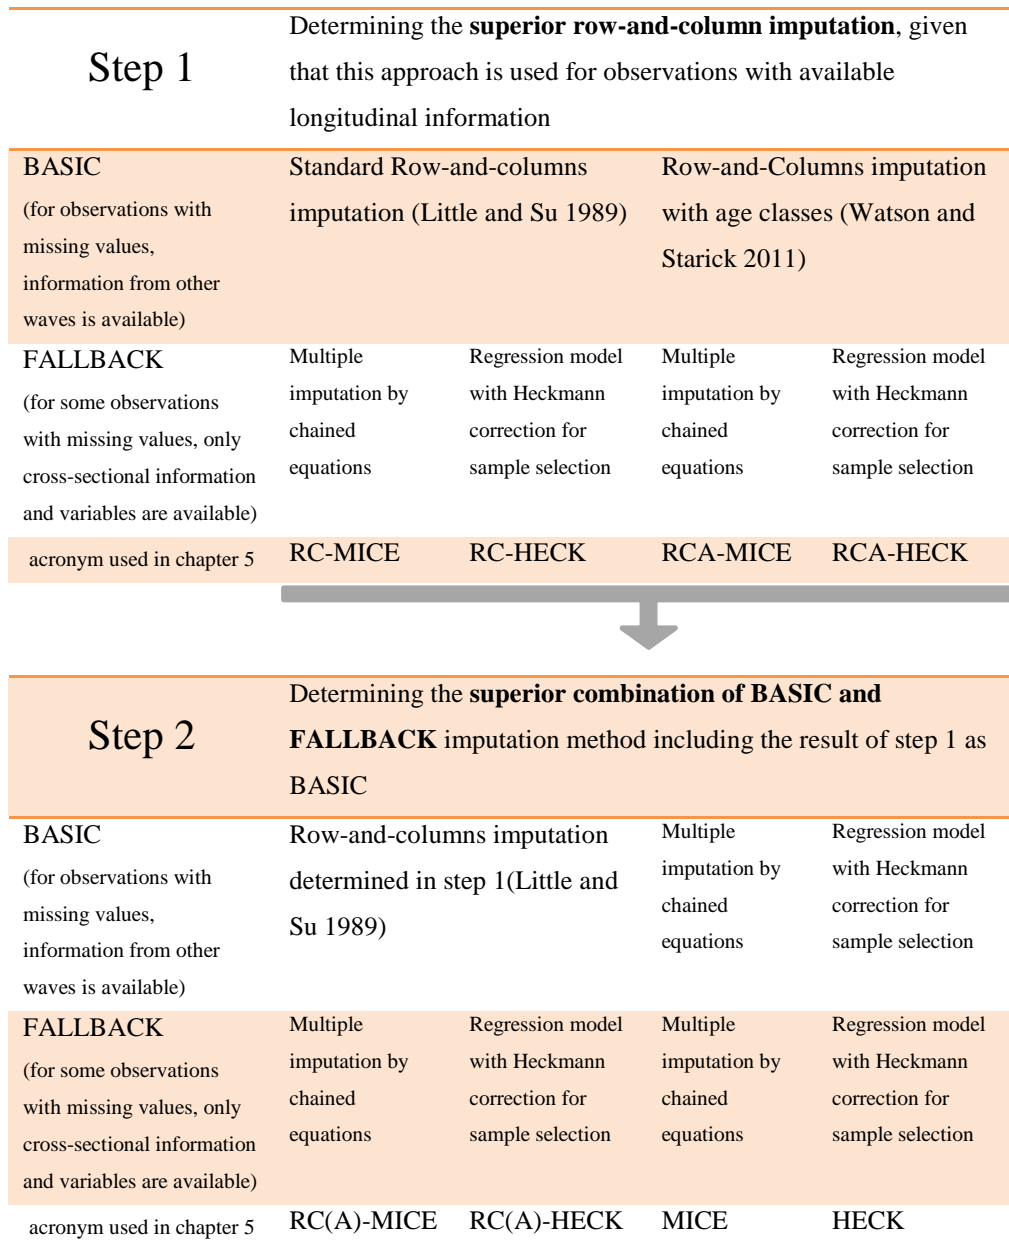 Step 1
Determining the superior row-and-column imputation, given
that this approach is used for observations with available
longitudinal information
BASIC
(for observations with
missing values,
information from other
waves is available)
Standard Row-and-columns
imputation (Little and Su 1989)
Row-and-Columns imputation
with age classes (Watson and
Starick 2011)
FALLBACK
(for some observations
with missing values, only
cross-sectional information
and variables are available)
Multiple
imputation by
chained
equations
Regression model
with Heckmann
correction for
sample selection
Multiple
imputation by
chained
equations
Regression model
with Heckmann
correction for
sample selection
acronym used in chapter 5
RC-MICE
RC-HECK
RCA-MICE
RCA-HECK
Step 2
Determining the superior combination of BASIC and
FALLBACK imputation method including the result of step 1 as
BASIC
BASIC
(for observations with
missing values,
information from other
waves is available)
Row-and-columns imputation
determined in step 1(Little and
Su 1989)
Multiple
imputation by
chained
equations
Regression model
with Heckmann
correction for
sample selection
FALLBACK
(for some observations
with missing values, only
cross-sectional information
and variables are available)
Multiple
imputation by
chained
equations
Regression model
with Heckmann
correction for
sample selection
Multiple
imputation by
chained
equations
Regression model
with Heckmann
correction for
sample selection
acronym used in chapter 5
RC(A)-MICE
RC(A)-HECK
MICE
HECK